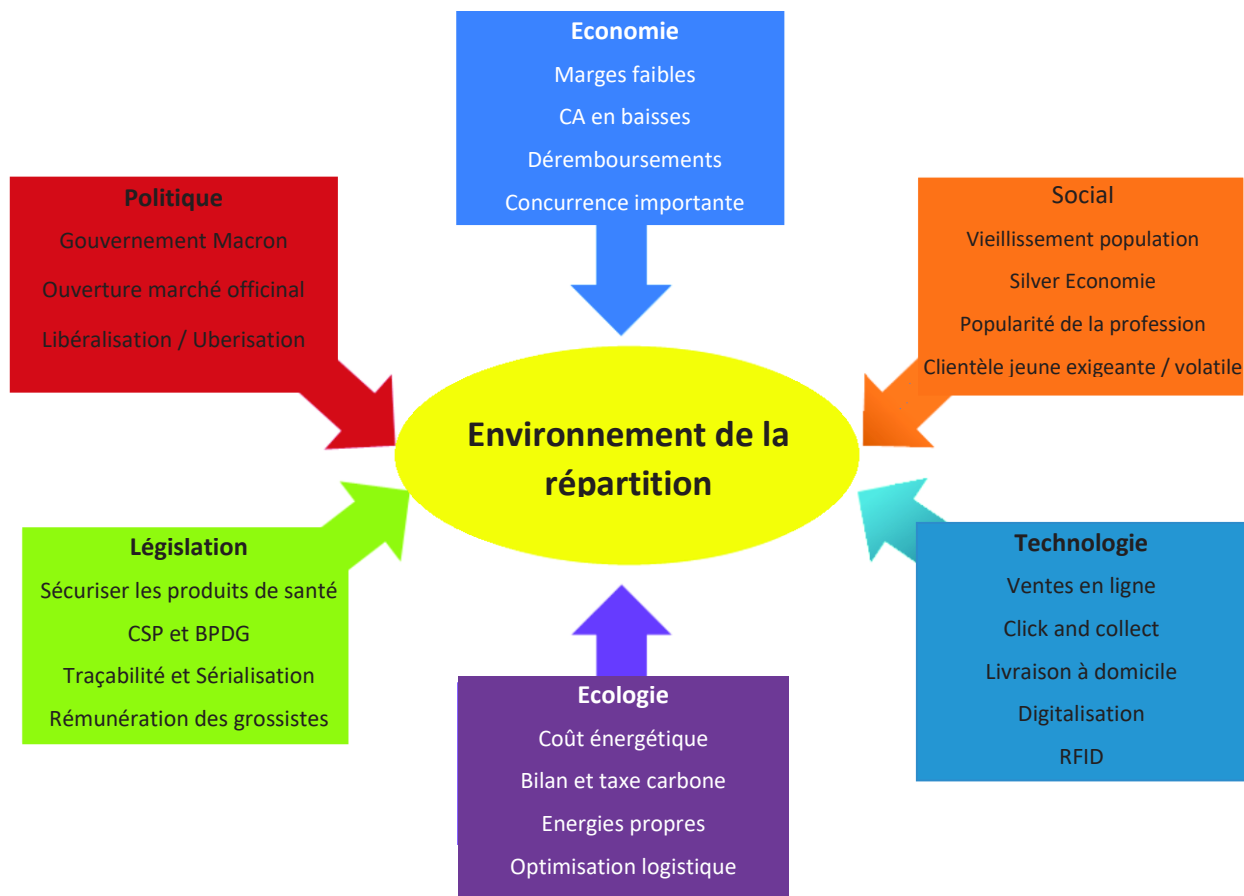 Economie
Marges faibles
CA en baisses
Déremboursements
Concurrence importante
Politique
Gouvernement Macron
Ouverture marché officinal
Libéralisation / Uberisation
Social
Vieillissement population
Silver Economie
Popularité de la profession
Clientèle jeune exigeante / volatile
Environnement de la
répartition
Législation
Sécuriser les produits de santé
CSP et BPDG
Traçabilité et Sérialisation
Rémunération des grossistes
Technologie
Ventes en ligne
Click and collect
Livraison à domicile
Digitalisation
RFID
Ecologie
Coût énergétique
Bilan et taxe carbone
Energies propres
Optimisation logistique